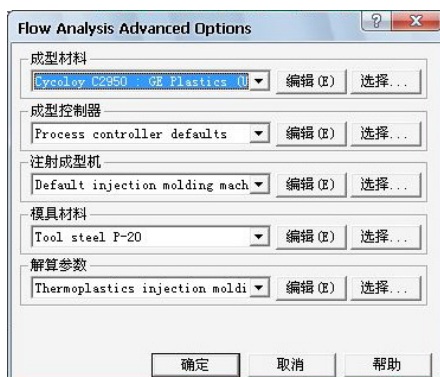 Flow Analysis Advanced Options
成型材料
Cycoloy C2950 : GE Plastics (U 编辑(E) 选择...
成型控制器
Process controller defaults 编辑(E) 选择...
注射成型机
Default injection molding mach 编辑(E) 选择...
模具材料
Tool steel P-20 编辑(E) 选择...
解算参数
Thermoplastics injection moldi 编辑(E) 选择...
确定 取消 帮助